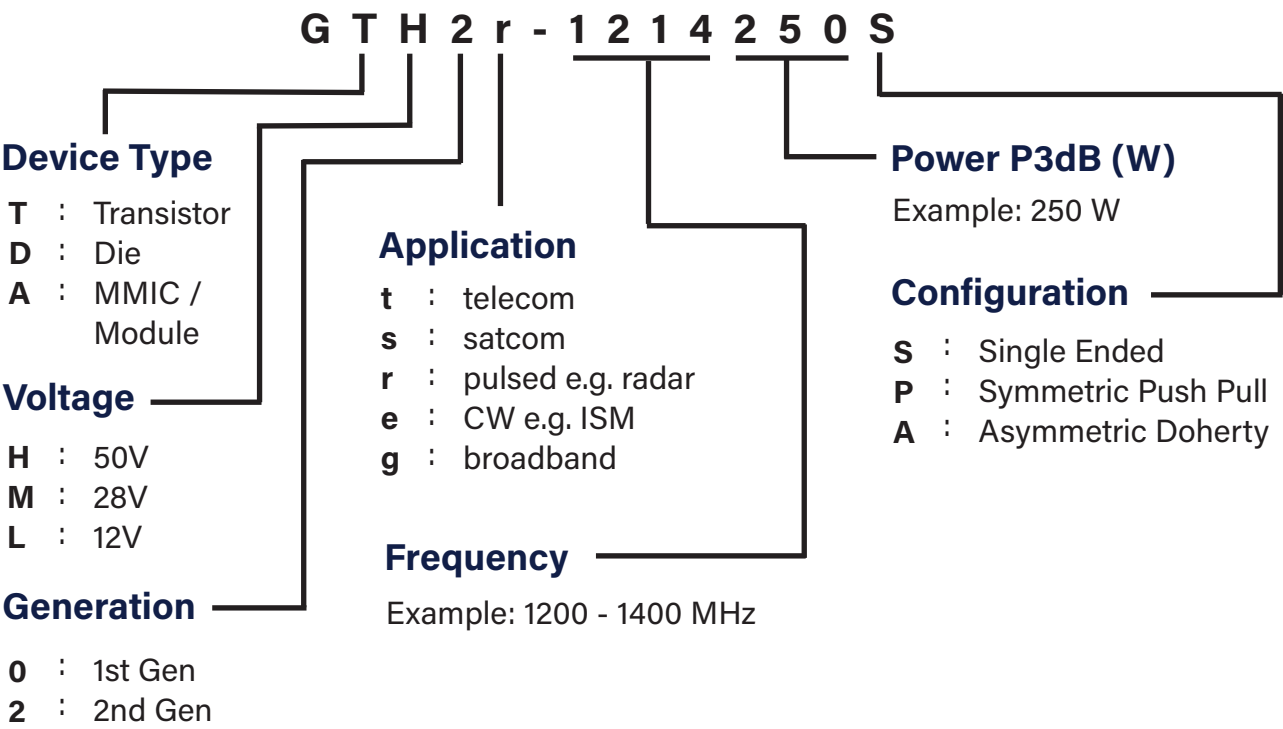 G T H 2 r - 1 2 1 4 2 5 0 S
Device Type
T : Transistor
D : Die
A : MMIC /
Module
Voltage
H : 50V
M : 28V
L : 12V
Generation
0 : 1st Gen
2 : 2nd Gen
Application
t : telecom
s : satcom
r : pulsed e.g. radar
e : CW e.g. ISM
g : broadband
Frequency
Example: 1200 - 1400 MHz
Power P3dB (W)
Example: 250 W
Configuration
S : Single Ended
P : Symmetric Push Pull
A : Asymmetric Doherty